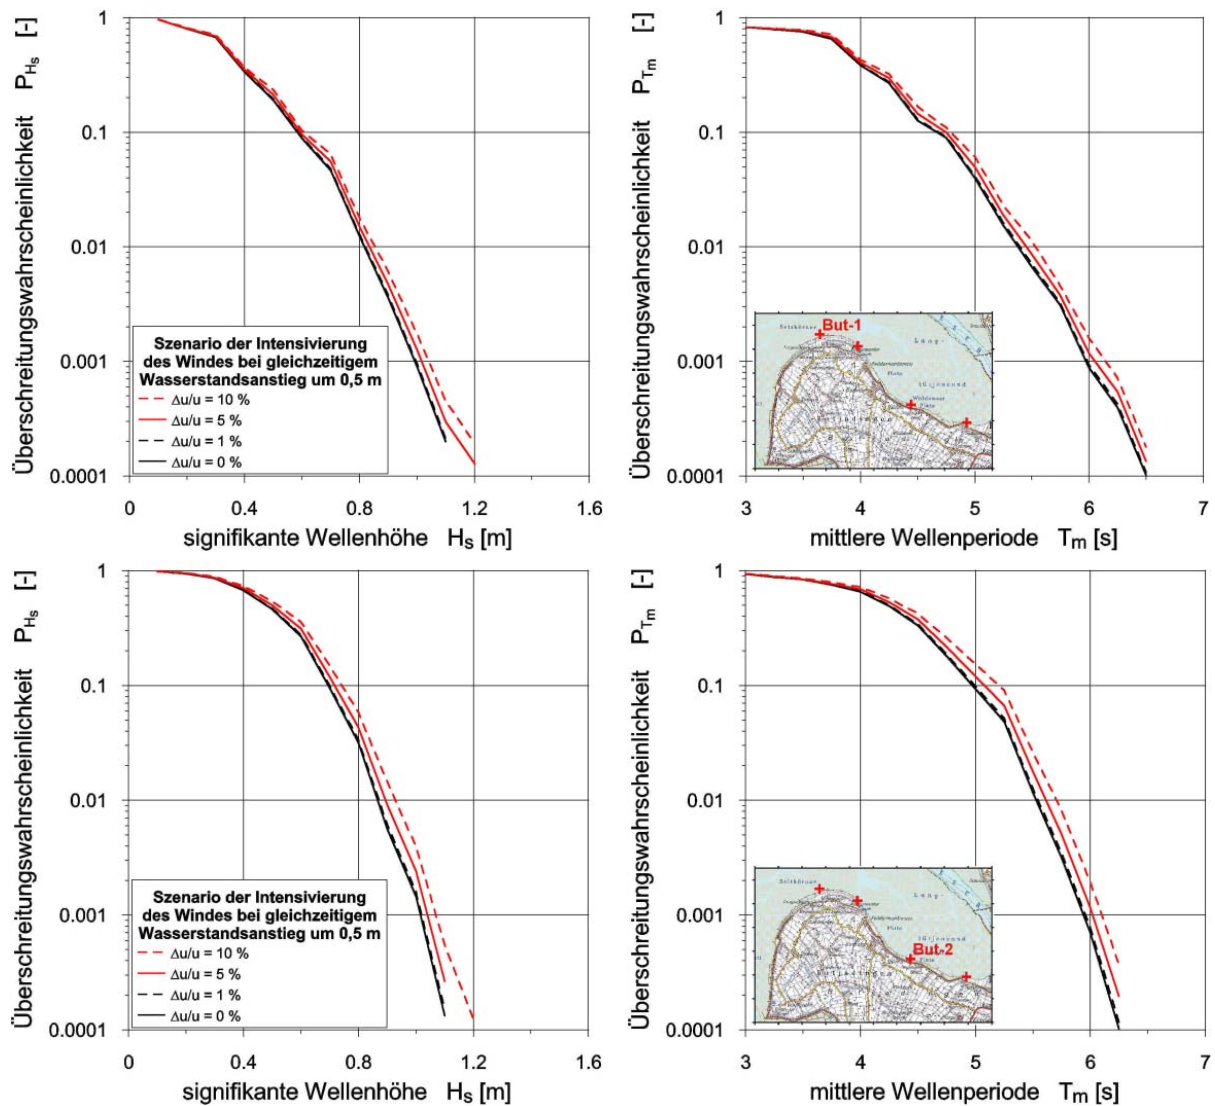 Überschreitungswahrscheinlichkeit P_Hs [-]
1
0.1
0.01
0.001
0.0001
Szenario der Intensivierung
des Windes bei gleichzeitigem
Wasserstandsanstieg um 0,5 m
Δu/u = 10 %
Δu/u = 5 %
Δu/u = 1 %
Δu/u = 0 %
0 0.4 0.8 1.2 1.6
signifikante Wellenhöhe H_s [m]
Überschreitungswahrscheinlichkeit P_Tm [-]
1
0.1
0.01
0.001
0.0001
But-1
3 4 5 6 7
mittlere Wellenperiode T_m [s]
Überschreitungswahrscheinlichkeit P_Hs [-]
1
0.1
0.01
0.001
0.0001
Szenario der Intensivierung
des Windes bei gleichzeitigem
Wasserstandsanstieg um 0,5 m
Δu/u = 10 %
Δu/u = 5 %
Δu/u = 1 %
Δu/u = 0 %
0 0.4 0.8 1.2 1.6
signifikante Wellenhöhe H_s [m]
Überschreitungswahrscheinlichkeit P_Tm [-]
1
0.1
0.01
0.001
0.0001
But-2
3 4 5 6 7
mittlere Wellenperiode T_m [s]